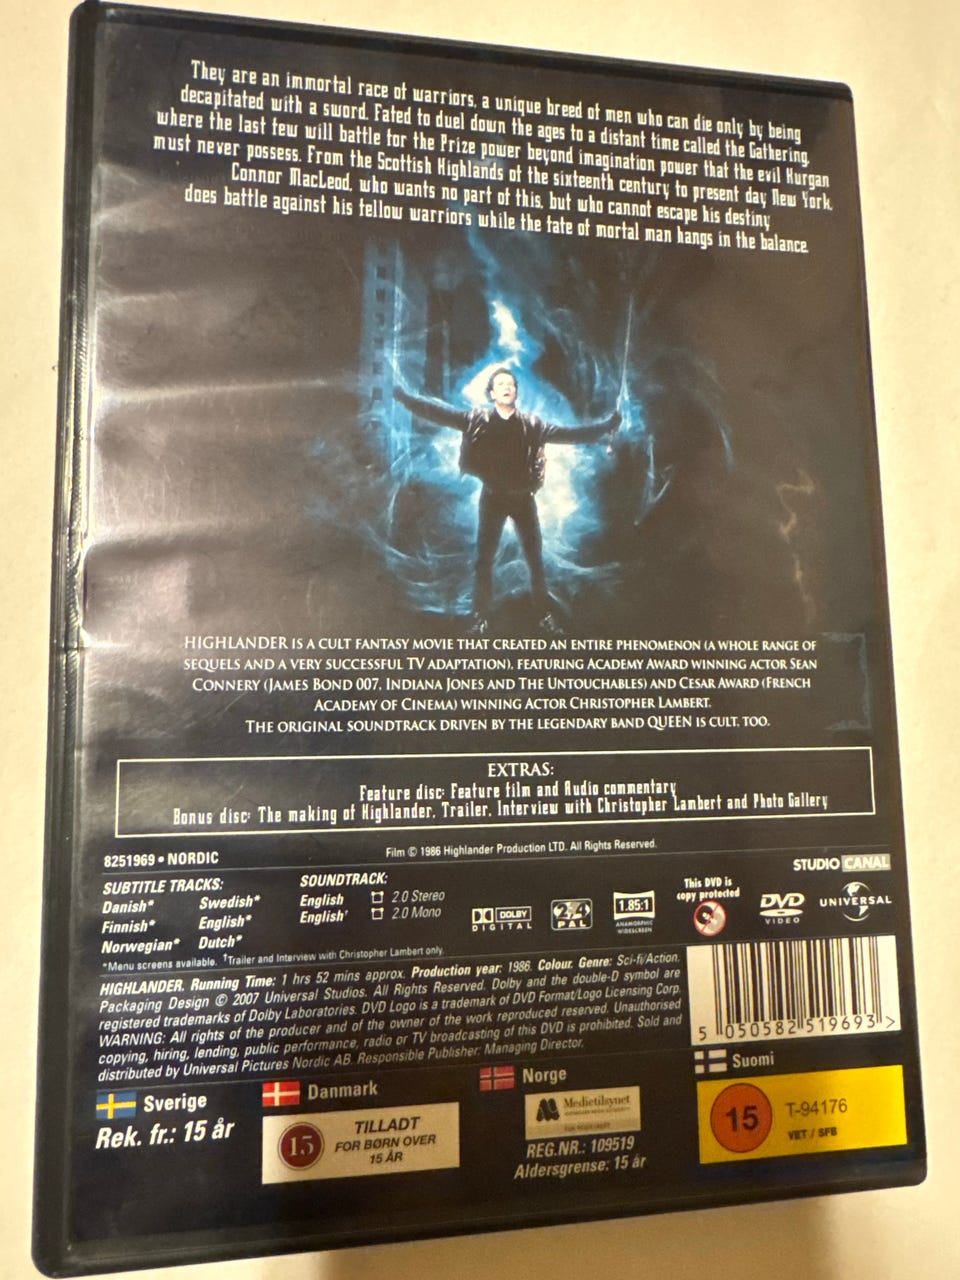 They are an immortal race of warriors, a unique breed of men who can die only by being
decapitated with a sword. Fated to duel down the ages to a distant time called the Gathering,
where the last few will battle for the Prize power beyond imagination power that the evil Kurgan
must never possess. From the Scottish Highlands of the sixteenth century to present day New York,
Connor MacLeod, who wants no part of this, but who cannot escape his destiny,
does battle against his fellow warriors while the fate of mortal man hangs in the balance.
HIGHLANDER IS A CULT FANTASY MOVIE THAT CREATED AN ENTIRE PHENOMENON (A WHOLE RANGE OF
SEQUELS AND A VERY SUCCESSFUL TV ADAPTATION). FEATURING ACADEMY AWARD WINNING ACTOR SEAN
CONNERY (JAMES BOND 007, INDIANA JONES AND THE UNTOUCHABLES) AND CESAR AWARD (FRENCH
ACADEMY OF CINEMA) WINNING ACTOR CHRISTOPHER LAMBERT.
THE ORIGINAL SOUNDTRACK DRIVEN BY THE LEGENDARY BAND QUEEN IS CULT, TOO.
EXTRAS:
Feature disc: Feature film and Audio commentary
Bonus disc: The making of Highlander, Trailer, Interview with Christopher Lambert and Photo Gallery
8251969 • NORDIC
Film © 1986 Highlander Production LTD. All Rights Reserved.
STUDIO CANAL
SUBTITLE TRACKS:
Danish* Swedish*
Finnish* English*
Norwegian* Dutch*
SOUNDTRACK:
English 2.0 Stereo
English† 2.0 Mono
DOLBY
DIGITAL
2 4
PAL
1.85:1
ANAMORPHIC
WIDESCREEN
This DVD is
copy protected
DVD
VIDEO
UNIVERSAL
*Menu screens available. †Trailer and Interview with Christopher Lambert only.
HIGHLANDER. Running Time: 1 hrs 52 mins approx. Production year: 1986. Colour. Genre: Sci-fi/Action.
Packaging Design © 2007 Universal Studios. All Rights Reserved. Dolby and the double-D symbol are
registered trademarks of Dolby Laboratories. DVD Logo is a trademark of DVD Format/Logo Licensing Corp.
WARNING: All rights of the producer and of the owner of the work reproduced reserved. Unauthorised
copying, hiring, lending, public performance, radio or TV broadcasting of this DVD is prohibited. Sold and
distributed by Universal Pictures Nordic AB. Responsible Publisher: Managing Director.
5 050582 519693 >
Sverige
Rek. fr.: 15 år
Danmark
15
TILLADT
FOR BØRN OVER
15 ÅR
Norge
Medietilsynet
REG.NR.: 109519
Aldersgrense: 15 år
Suomi
15
T-94176
VET / SFB